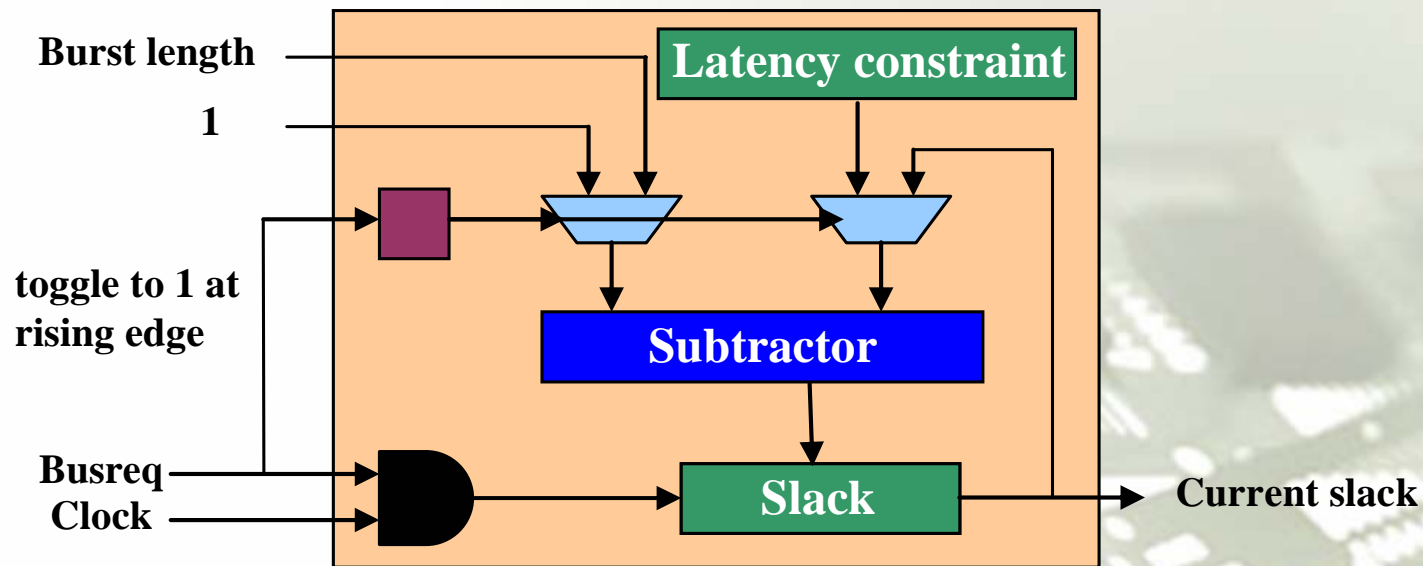 Burst length
Latency constraint
1
toggle to 1 at
rising edge
Subtractor
Busreq
Clock
Slack
Current slack